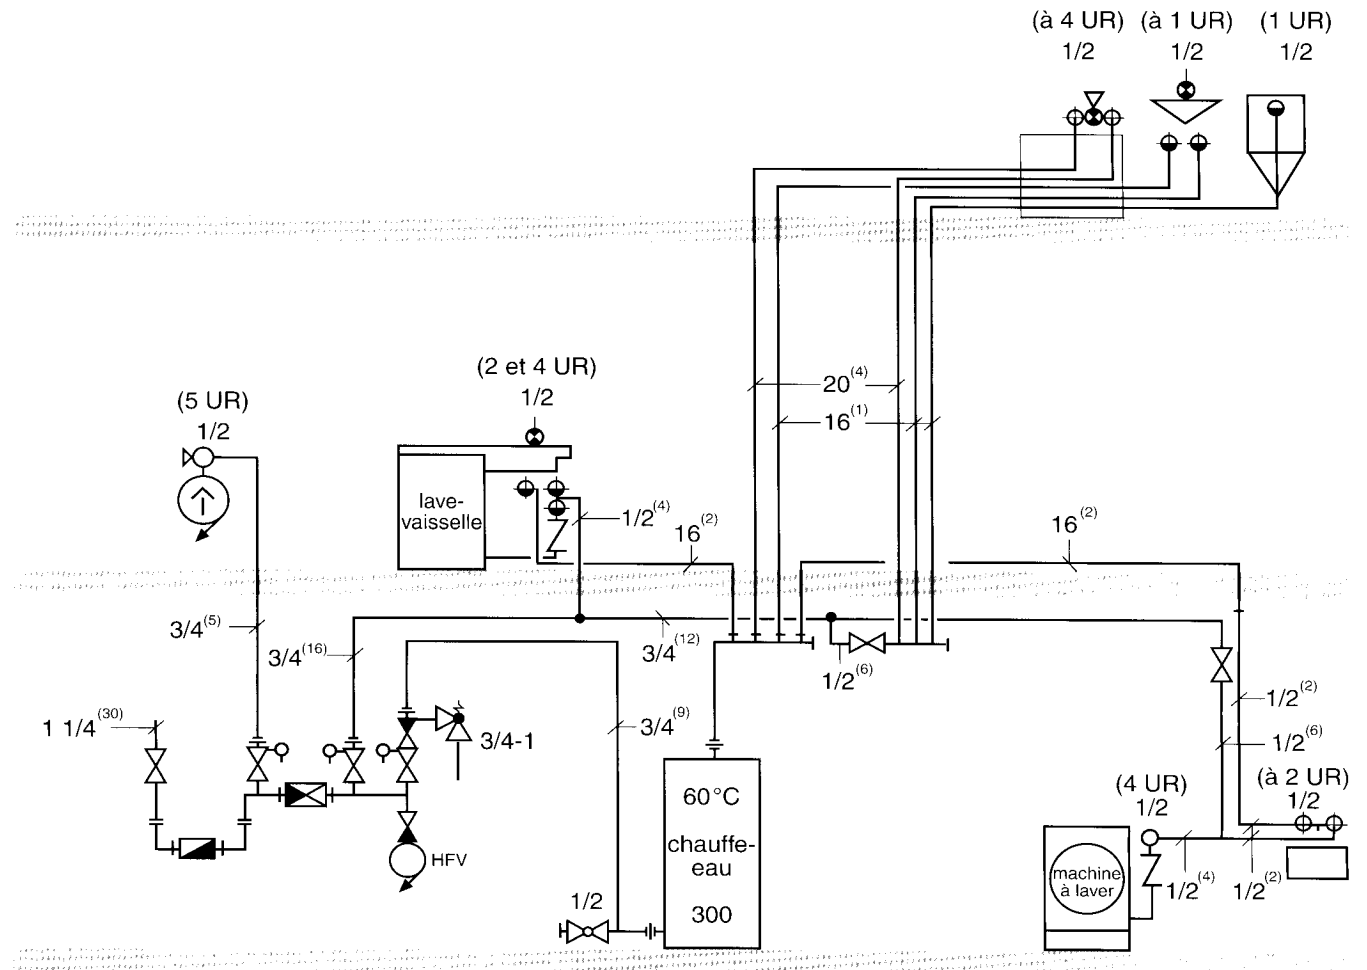 (à 4 UR) (à 1 UR) (1 UR)
1/2 1/2 1/2
(2 et 4 UR)
1/2
(5 UR)
1/2
20(4)
16(1)
lave-
vaisselle
1/2(4)
16(2)
16(2)
3/4(5)
3/4(16)
3/4(12)
1/2(6)
1 1/4(30)
3/4-1
3/4(9)
1/2(2)
1/2(6)
60°C
chauffe-
eau
300
(4 UR)
1/2
(à 2 UR)
1/2
HFV
machine
à laver
1/2(4)
1/2(2)
1/2